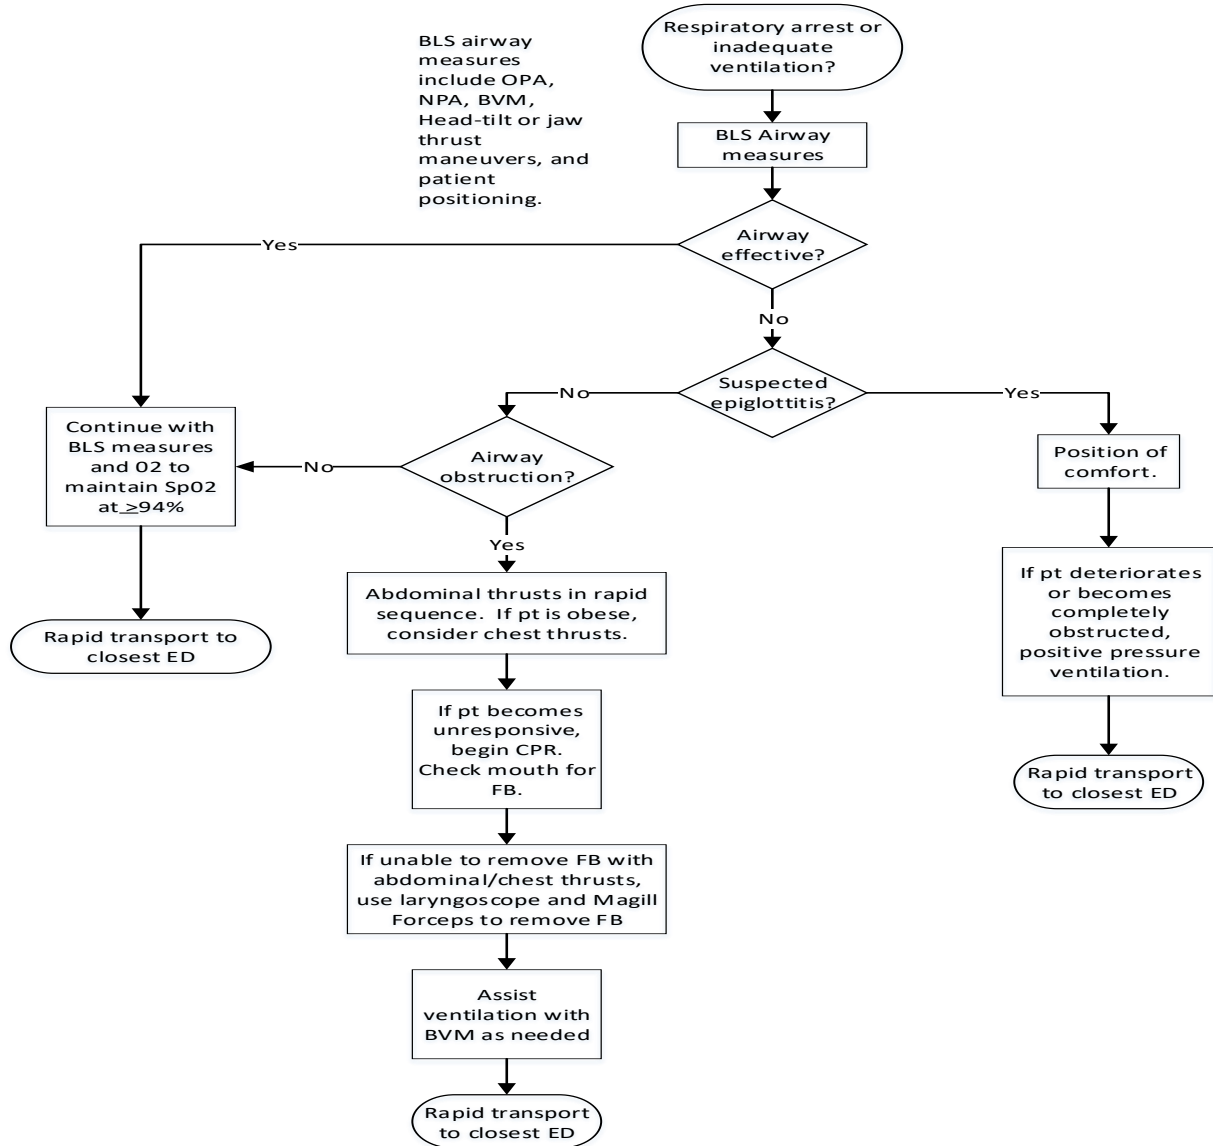 Respiratory arrest or
inadequate
ventilation?
BLS airway
measures
include OPA,
NPA, BVM,
Head-tilt or jaw
thrust
maneuvers, and
patient
positioning.
BLS Airway
measures
Airway
effective?
Yes
No
Suspected
epiglottitis?
No
Yes
Continue with
BLS measures
and 02 to
maintain Sp02
at ≥94%
Airway
obstruction?
No
Position of
comfort.
Yes
Rapid transport to
closest ED
Abdominal thrusts in rapid
sequence.  If pt is obese,
consider chest thrusts.
If pt deteriorates
or becomes
completely
obstructed,
positive pressure
ventilation.
If pt becomes
unresponsive,
begin CPR.
Check mouth for
FB.
Rapid transport
to closest ED
If unable to remove FB with
abdominal/chest thrusts,
use laryngoscope and Magill
Forceps to remove FB
Assist
ventilation with
BVM as needed
Rapid transport
to closest ED